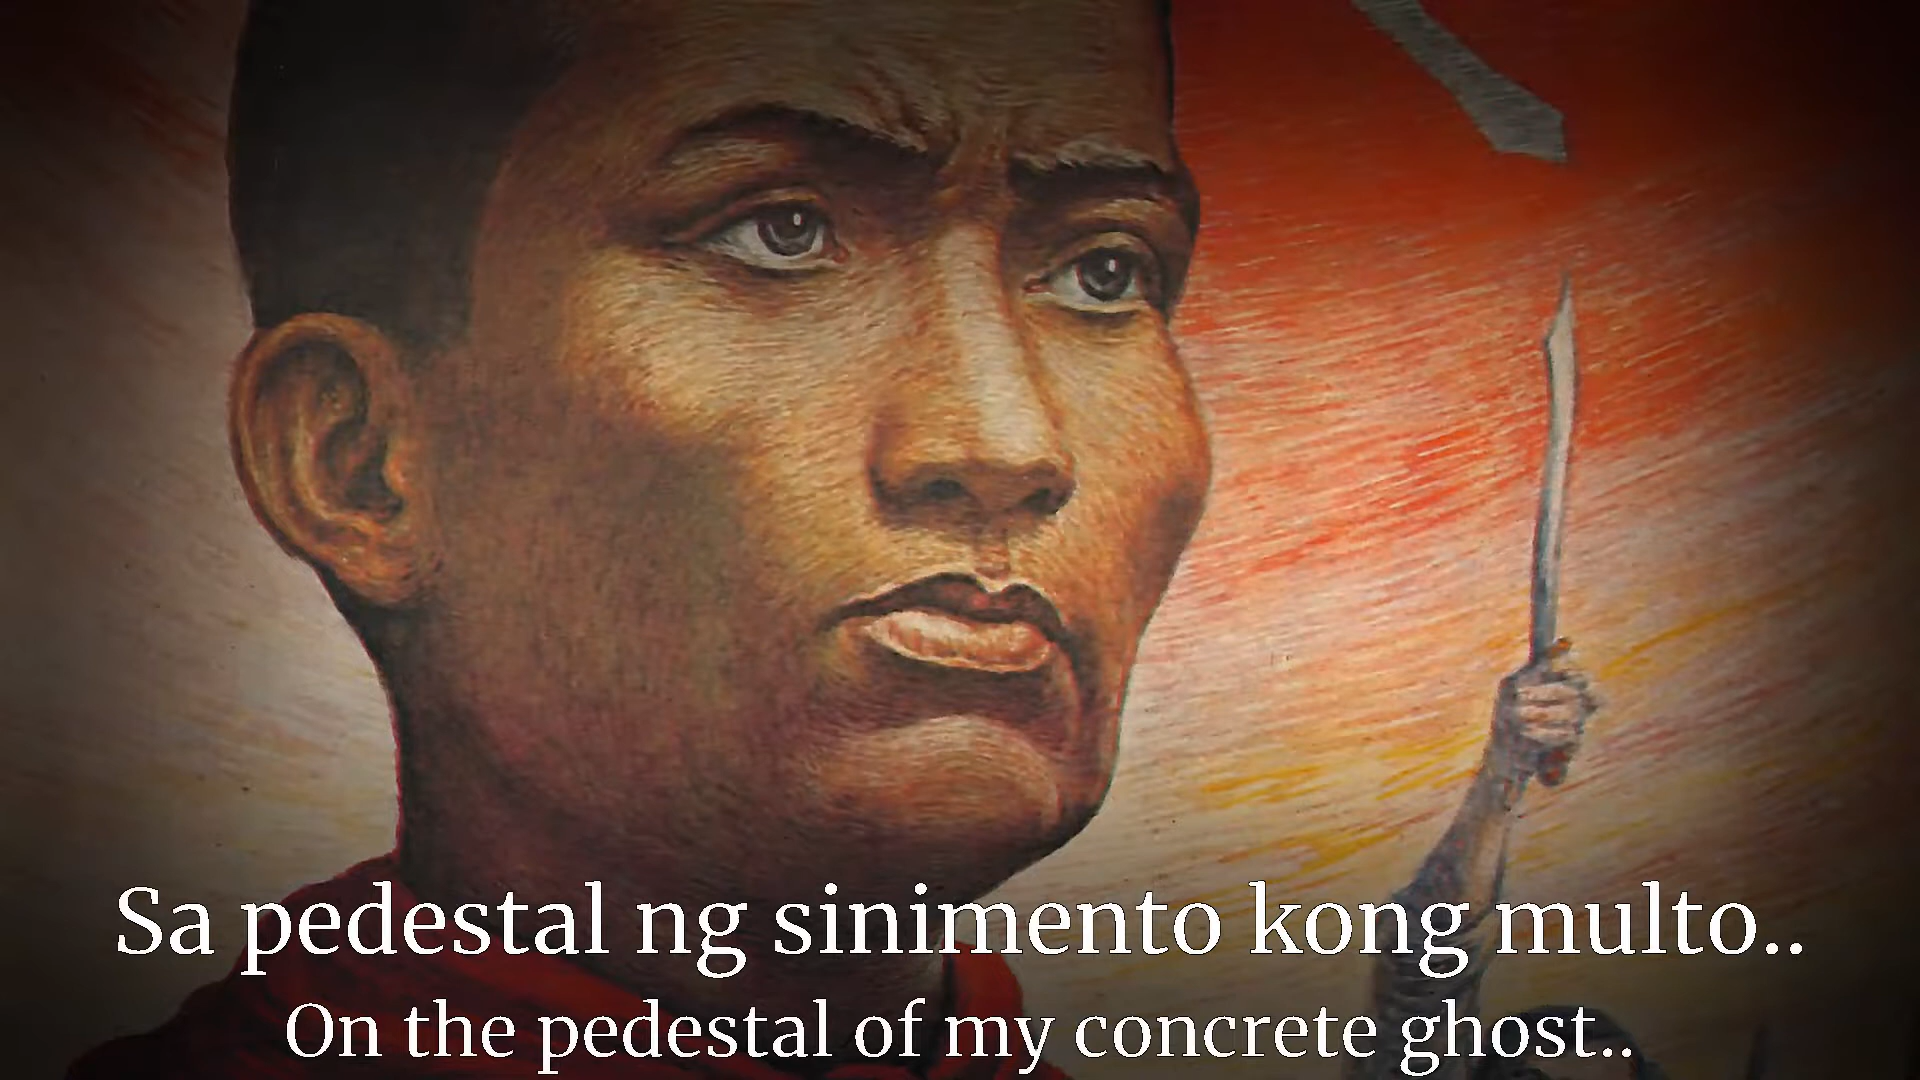 Sa pedestal ng sinimento kong multo..
On the pedestal of my concrete ghost..